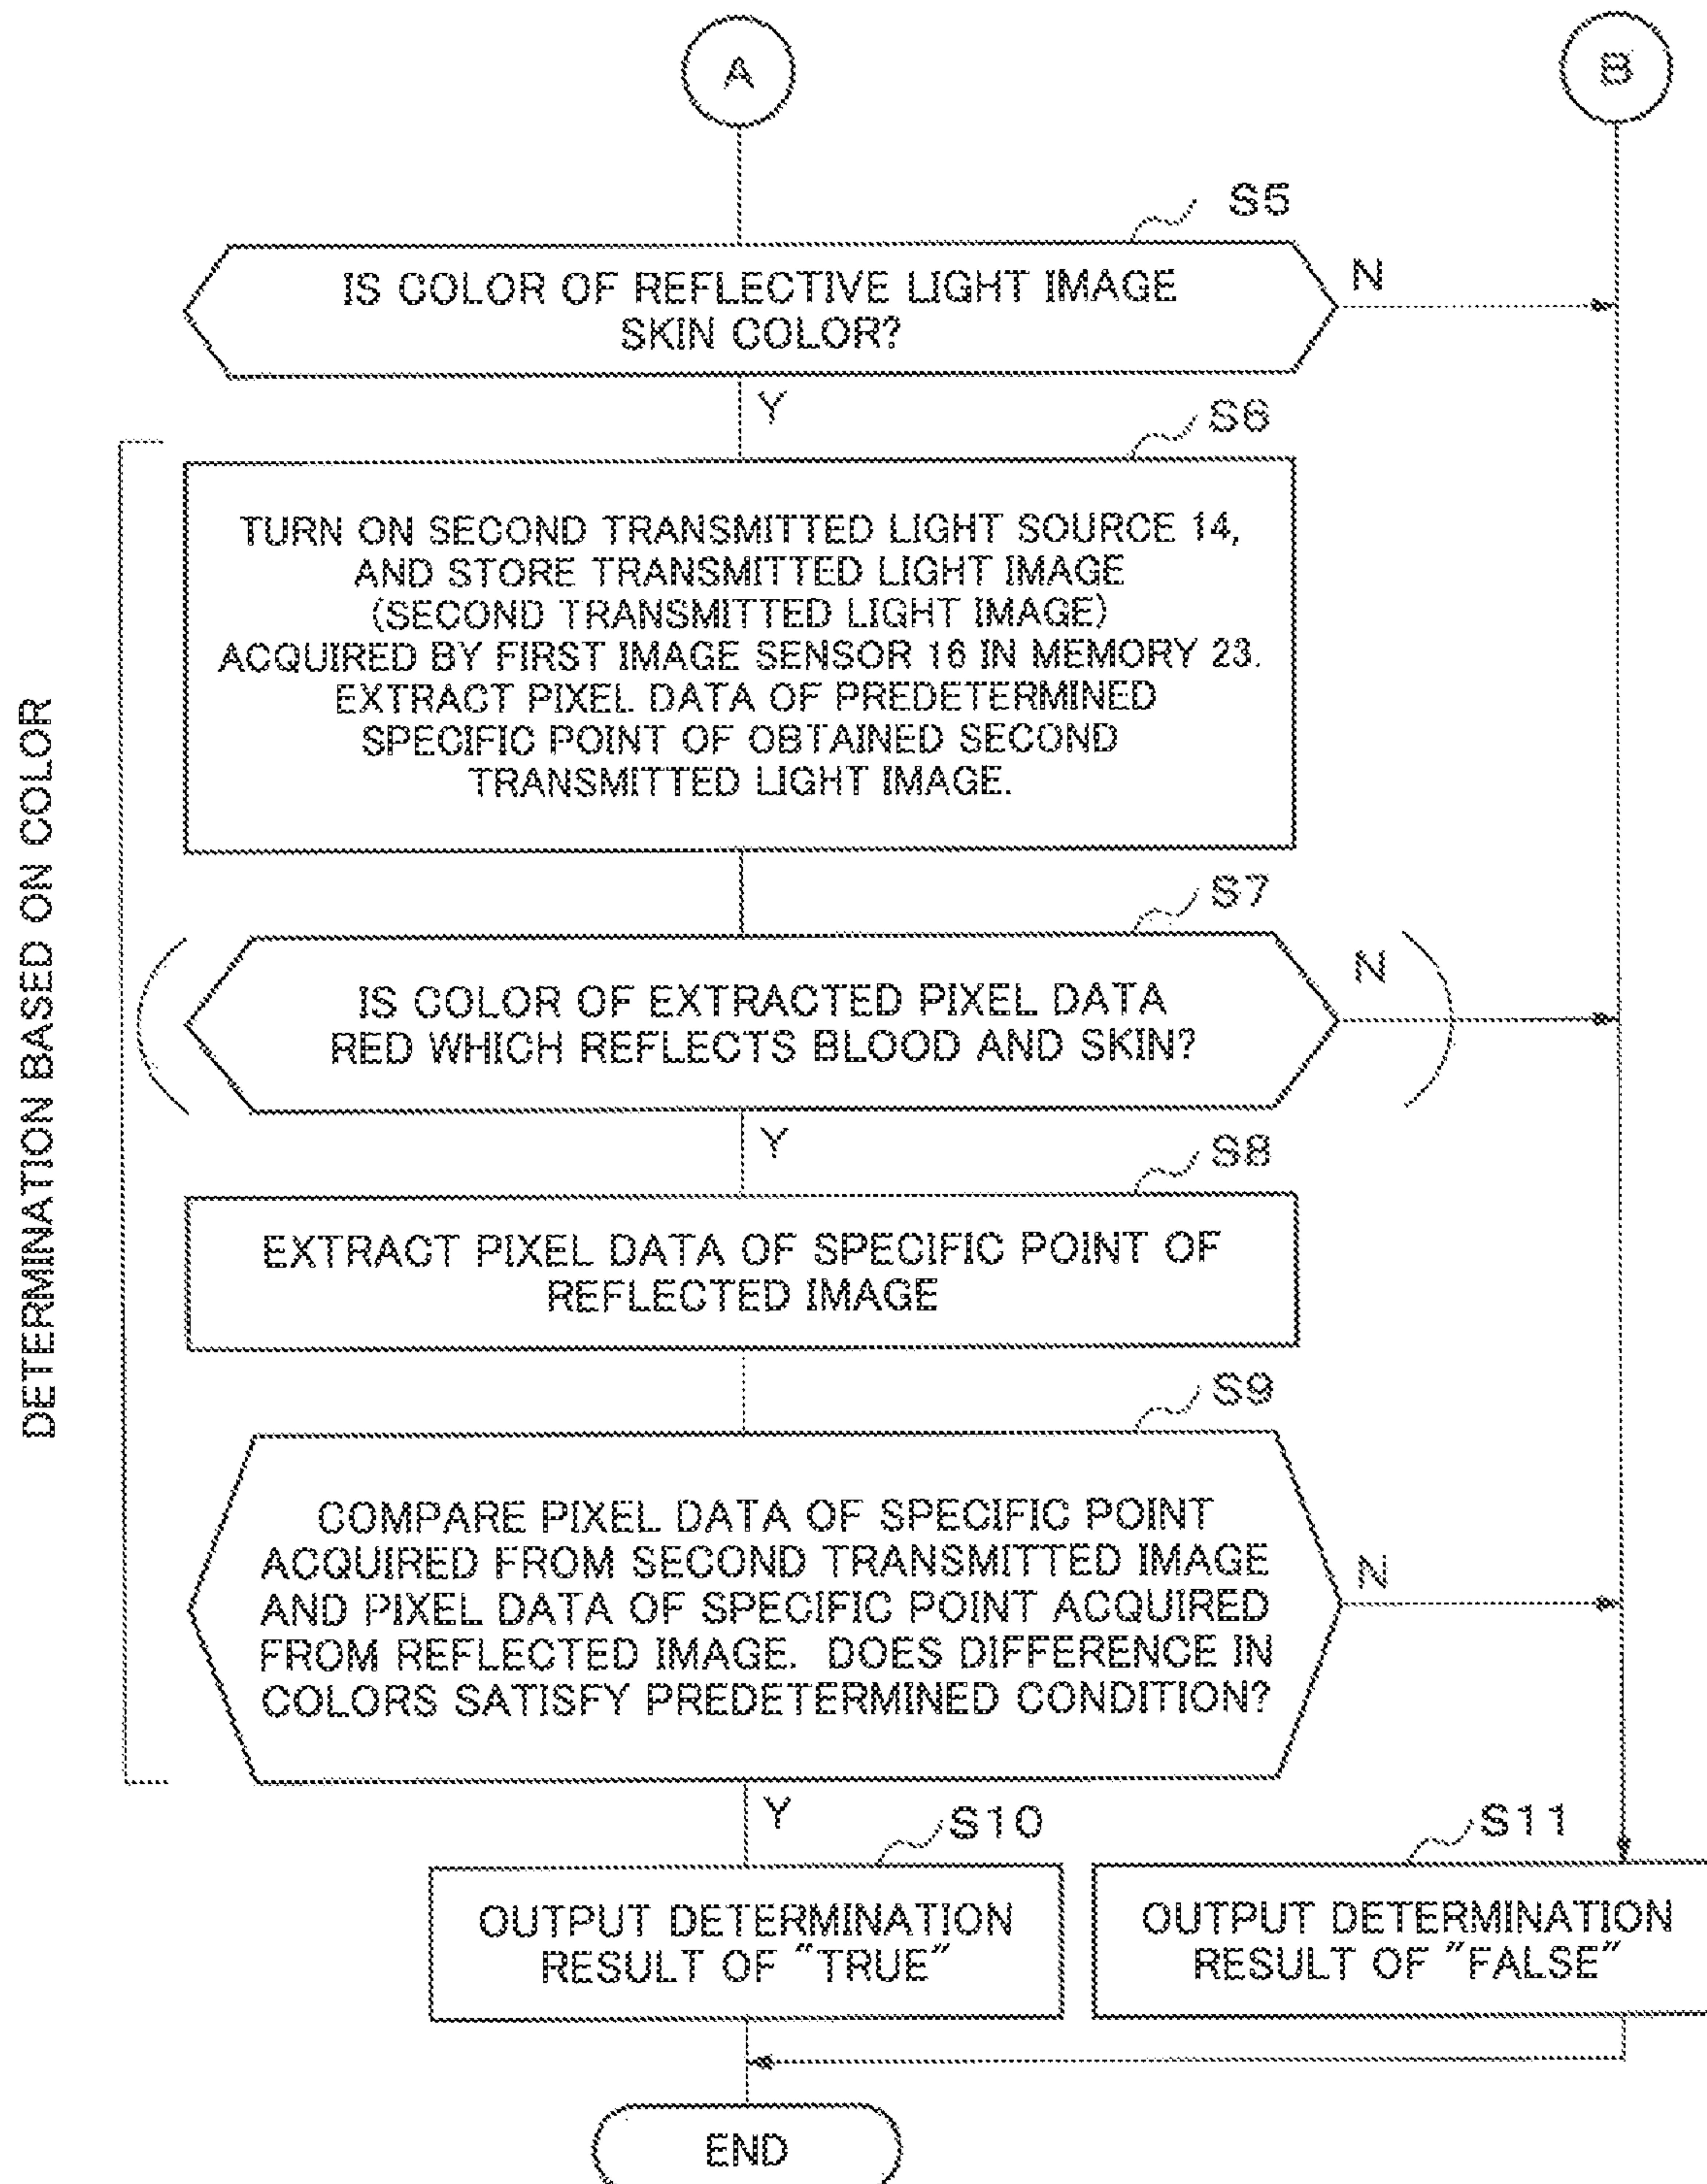 A
B
S5
IS COLOR OF REFLECTIVE LIGHT IMAGE
SKIN COLOR?
N
Y
S6
TURN ON SECOND TRANSMITTED LIGHT SOURCE 14,
AND STORE TRANSMITTED LIGHT IMAGE
(SECOND TRANSMITTED LIGHT IMAGE)
ACQUIRED BY FIRST IMAGE SENSOR 16 IN MEMORY 23.
EXTRACT PIXEL DATA OF PREDETERMINED
SPECIFIC POINT OF OBTAINED SECOND
TRANSMITTED LIGHT IMAGE.
DETERMINATION BASED ON COLOR
S7
IS COLOR OF EXTRACTED PIXEL DATA
RED WHICH REFLECTS BLOOD AND SKIN?
N
Y
S8
EXTRACT PIXEL DATA OF SPECIFIC POINT OF
REFLECTED IMAGE
S9
COMPARE PIXEL DATA OF SPECIFIC POINT
ACQUIRED FROM SECOND TRANSMITTED IMAGE
AND PIXEL DATA OF SPECIFIC POINT ACQUIRED
FROM REFLECTED IMAGE. DOES DIFFERENCE IN
COLORS SATISFY PREDETERMINED CONDITION?
N
Y
S10
OUTPUT DETERMINATION
RESULT OF "TRUE"
S11
OUTPUT DETERMINATION
RESULT OF "FALSE"
END